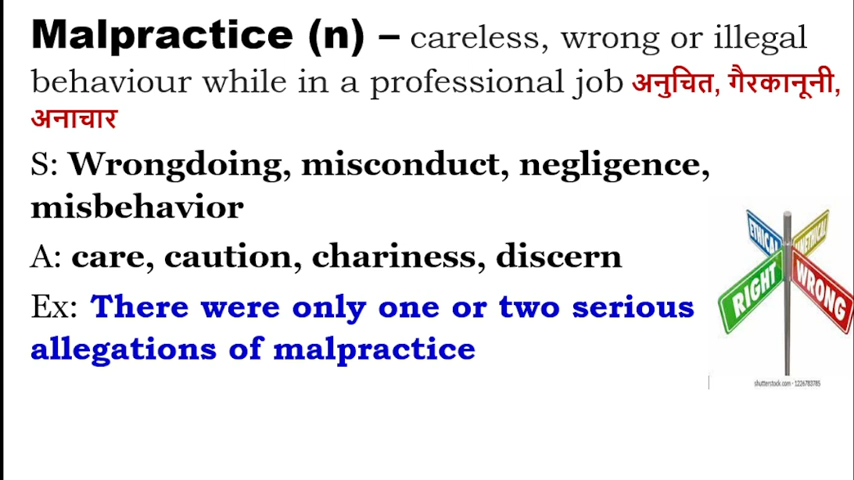 Malpractice (n) – careless, wrong or illegal
behaviour while in a professional job अनुचित, गैरकानूनी,
अनाचार
S: Wrongdoing, misconduct, negligence,
misbehavior
A: care, caution, chariness, discern
Ex: There were only one or two serious
allegations of malpractice
ETHICAL
UNETHICAL
RIGHT
WRONG
shutterstock.com · 1226783785